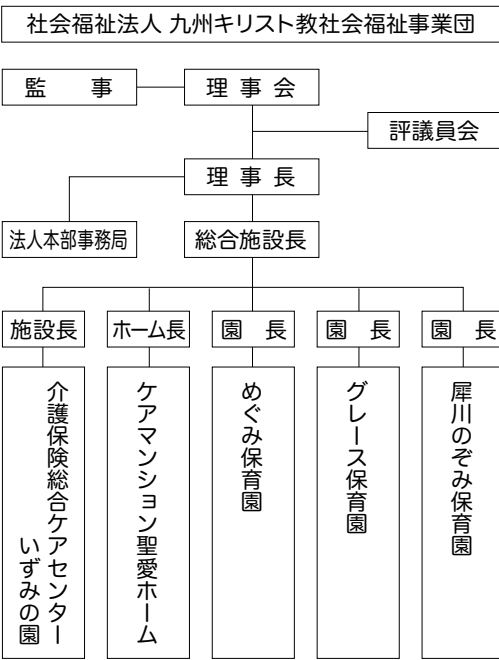 社会福祉法人 九州キリスト教社会福祉事業団
監　事
理 事 会
評議員会
理 事 長
法人本部事務局
総合施設長
施設長
ホーム長
園　長
園　長
園　長
介護保険総合ケアセンター
いずみの園
ケアマンション聖愛ホーム
めぐみ保育園
グレース保育園
犀川のぞみ保育園